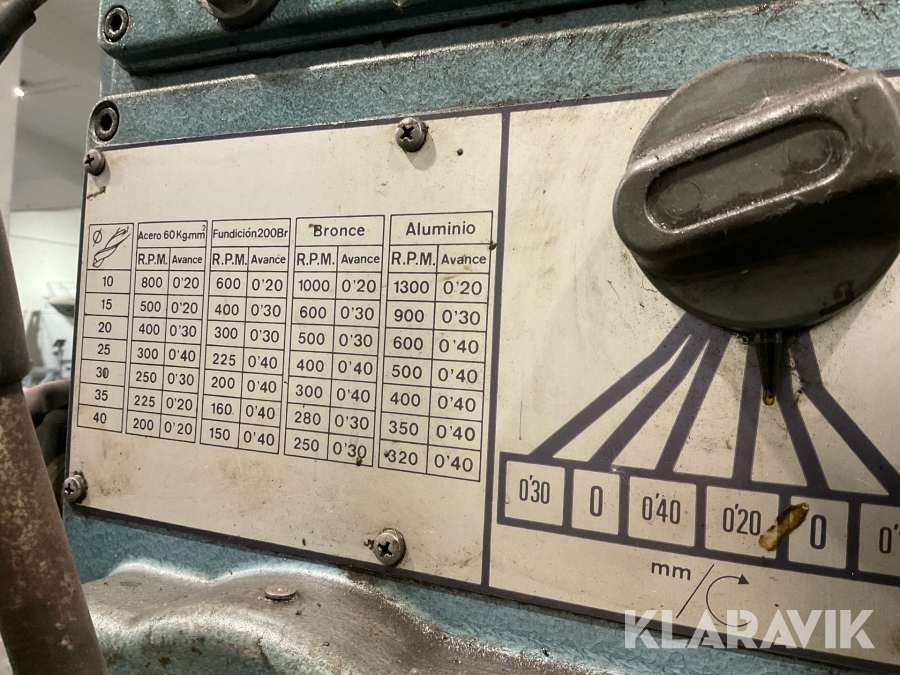 Ø Acero 60 Kg.mm² Fundición200Br Bronce Aluminio
R.P.M. Avance R.P.M. Avance R.P.M. Avance R.P.M. Avance
10 800 0'20 600 0'20 1000 0'20 1300 0'20
15 500 0'20 400 0'30 600 0'30 900 0'30
20 400 0'30 300 0'30 500 0'30 600 0'40
25 300 0'40 225 0'40 400 0'40 500 0'40
30 250 0'30 200 0'40 300 0'40 400 0'40
35 225 0'20 160 0'40 280 0'30 350 0'40
40 200 0'20 150 0'40 250 0'30 320 0'40
0'30 0 0'40 0'20 0 0'
mm/
KLARAVIK